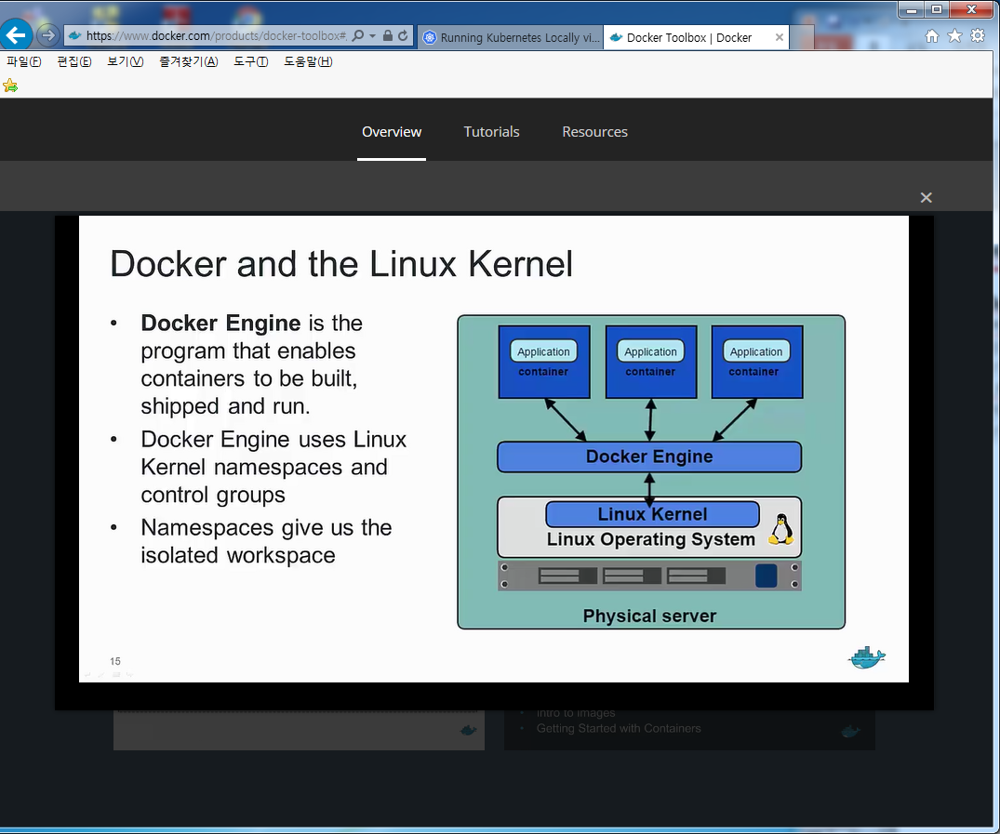 https://www.docker.com/products/docker-toolbox#.
Running Kubernetes Locally vi...
Docker Toolbox | Docker
파일(F) 편집(E) 보기(V) 즐겨찾기(A) 도구(T) 도움말(H)
Overview Tutorials Resources
Docker and the Linux Kernel
• Docker Engine is the
program that enables
containers to be built,
shipped and run.
• Docker Engine uses Linux
Kernel namespaces and
control groups
• Namespaces give us the
isolated workspace
Application Application Application
container container container
Docker Engine
Linux Kernel
Linux Operating System
Physical server
15
• Intro to Images
• Getting Started with Containers